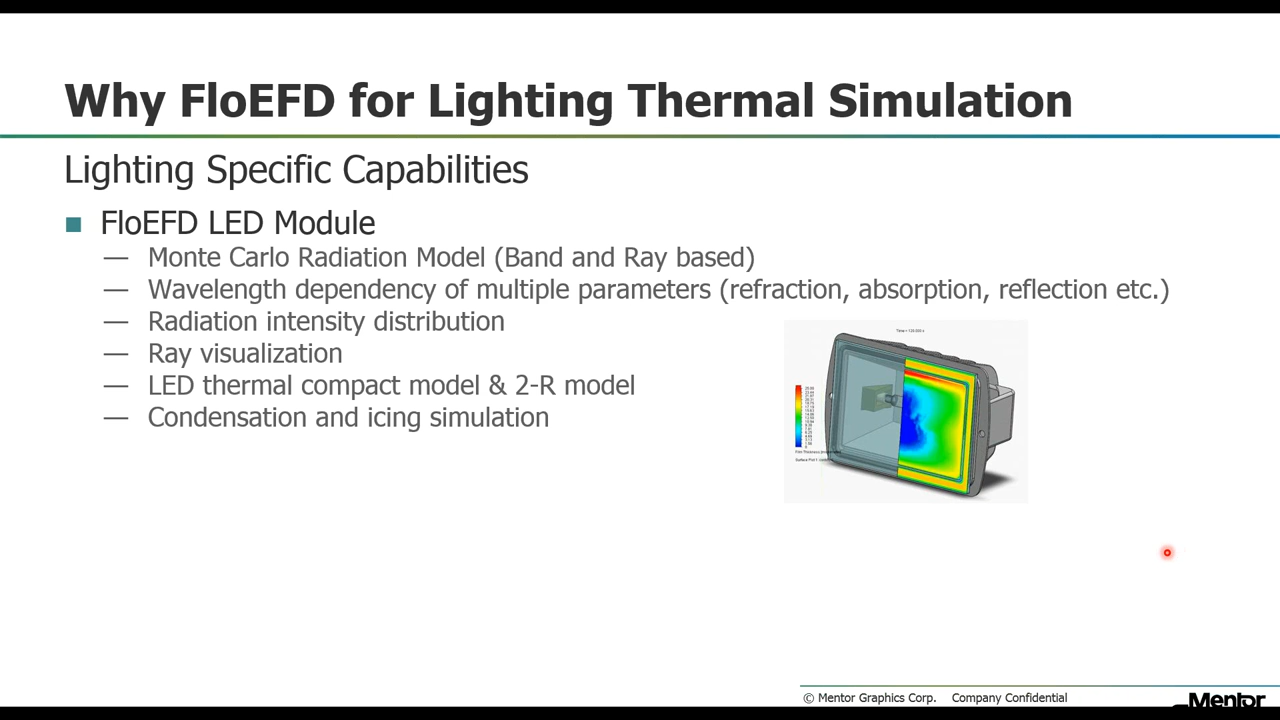 Why FloEFD for Lighting Thermal Simulation
Lighting Specific Capabilities
FloEFD LED Module
— Monte Carlo Radiation Model (Band and Ray based)
— Wavelength dependency of multiple parameters (refraction, absorption, reflection etc.)
— Radiation intensity distribution
— Ray visualization
— LED thermal compact model & 2-R model
— Condensation and icing simulation
© Mentor Graphics Corp. Company Confidential
Mentor